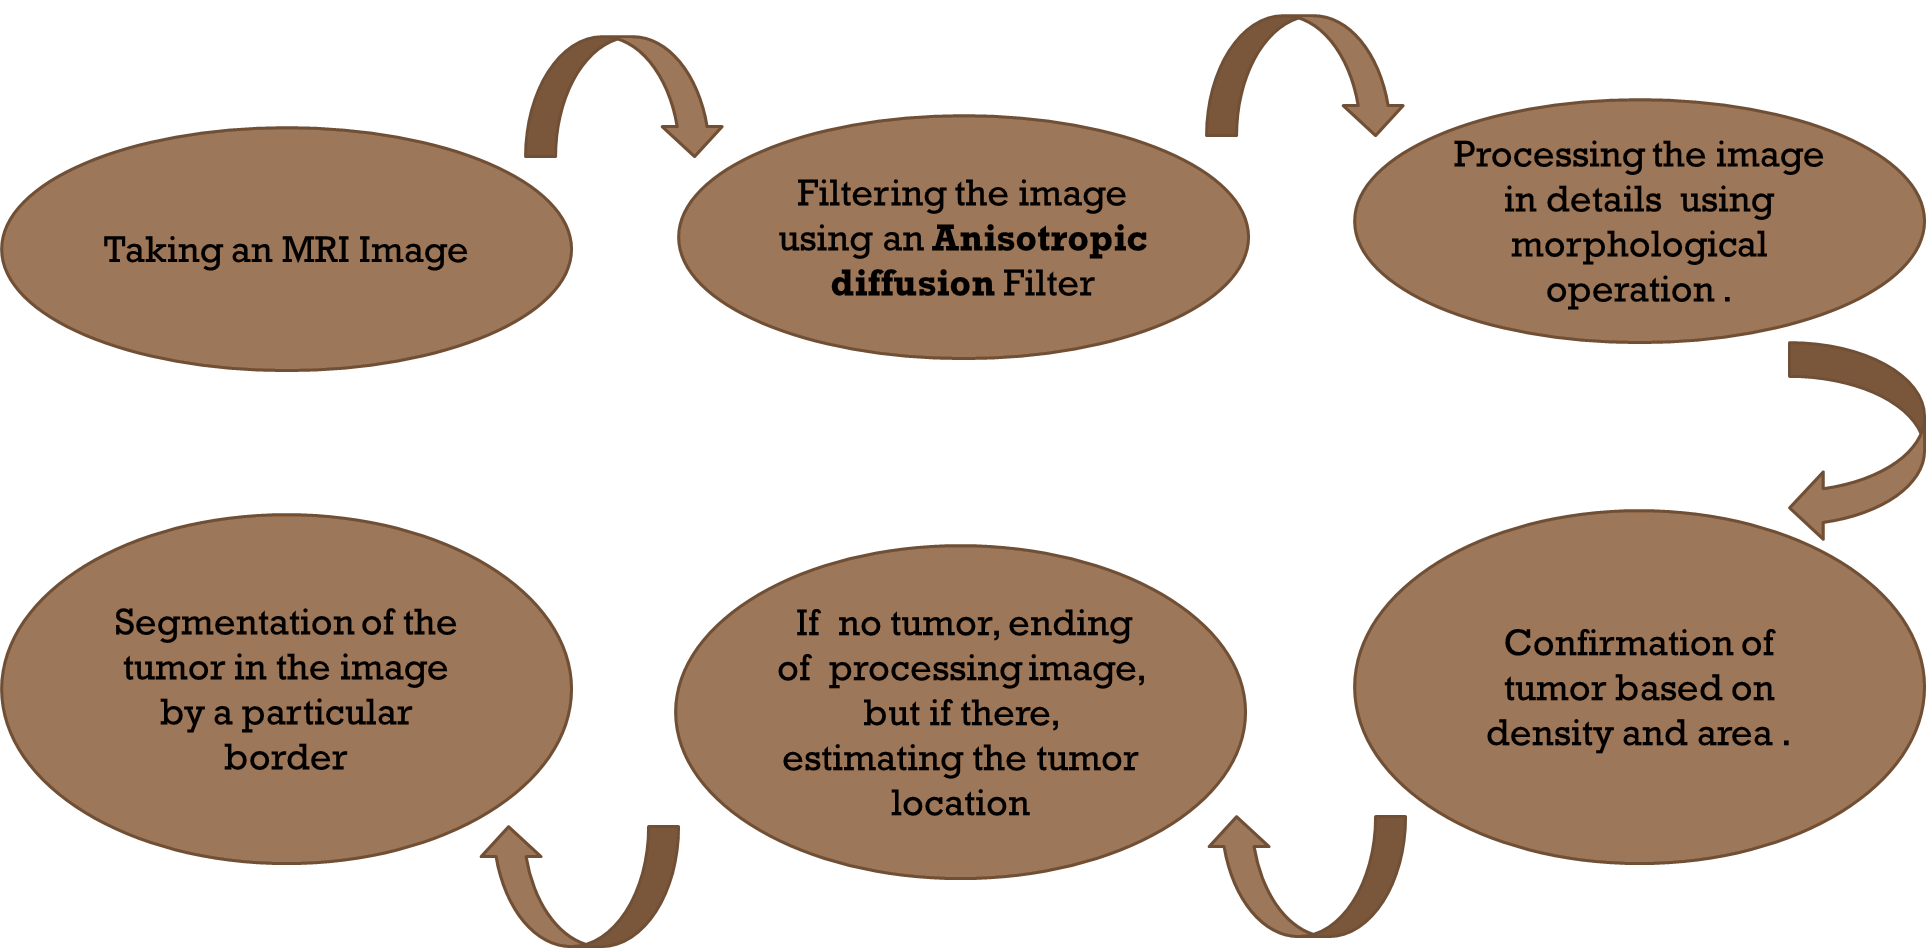 Taking an MRI Image
Filtering the image
using an Anisotropic
diffusion Filter
Processing the image
in details using
morphological
operation .
Confirmation of
tumor based on
density and area .
If no tumor, ending
of processing image,
but if there,
estimating the tumor
location
Segmentation of the
tumor in the image
by a particular
border